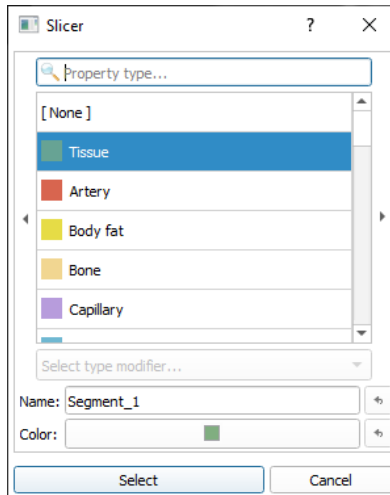 Slicer
Property type...
[ None ]
Tissue
Artery
Body fat
Bone
Capillary
Select type modifier...
Name: Segment_1
Color:
Select Cancel